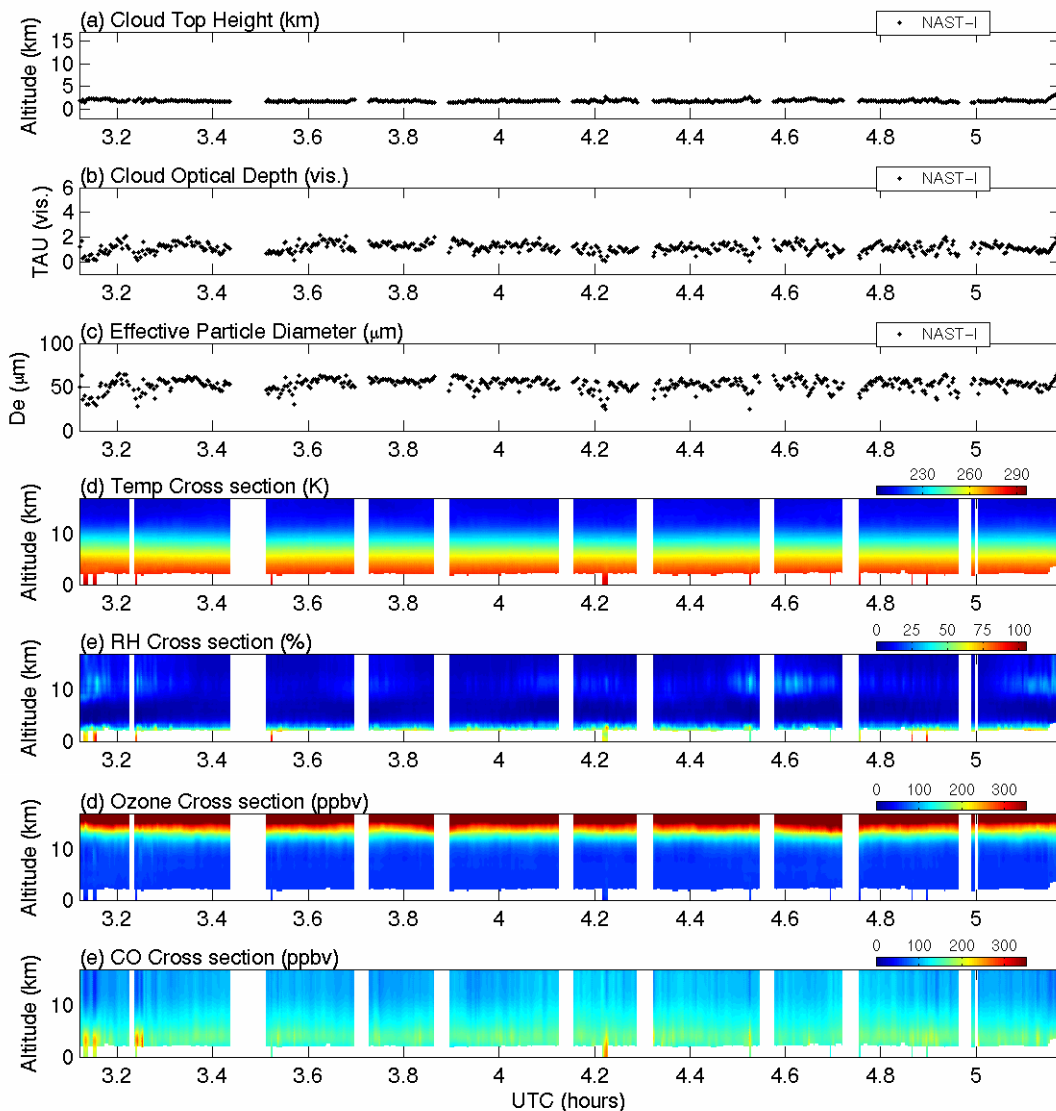 (a) Cloud Top Height (km)
NAST-I
Altitude (km)
15
10
5
0
3.2 3.4 3.6 3.8 4 4.2 4.4 4.6 4.8 5
(b) Cloud Optical Depth (vis.)
NAST-I
TAU (vis.)
6
4
2
0
3.2 3.4 3.6 3.8 4 4.2 4.4 4.6 4.8 5
(c) Effective Particle Diameter (μm)
NAST-I
De (μm)
100
50
0
3.2 3.4 3.6 3.8 4 4.2 4.4 4.6 4.8 5
(d) Temp Cross section (K)
230 260 290
Altitude (km)
10
0
3.2 3.4 3.6 3.8 4 4.2 4.4 4.6 4.8 5
(e) RH Cross section (%)
0 25 50 75 100
Altitude (km)
10
0
3.2 3.4 3.6 3.8 4 4.2 4.4 4.6 4.8 5
(d) Ozone Cross section (ppbv)
0 100 200 300
Altitude (km)
10
0
3.2 3.4 3.6 3.8 4 4.2 4.4 4.6 4.8 5
(e) CO Cross section (ppbv)
0 100 200 300
Altitude (km)
10
0
3.2 3.4 3.6 3.8 4 4.2 4.4 4.6 4.8 5
UTC (hours)